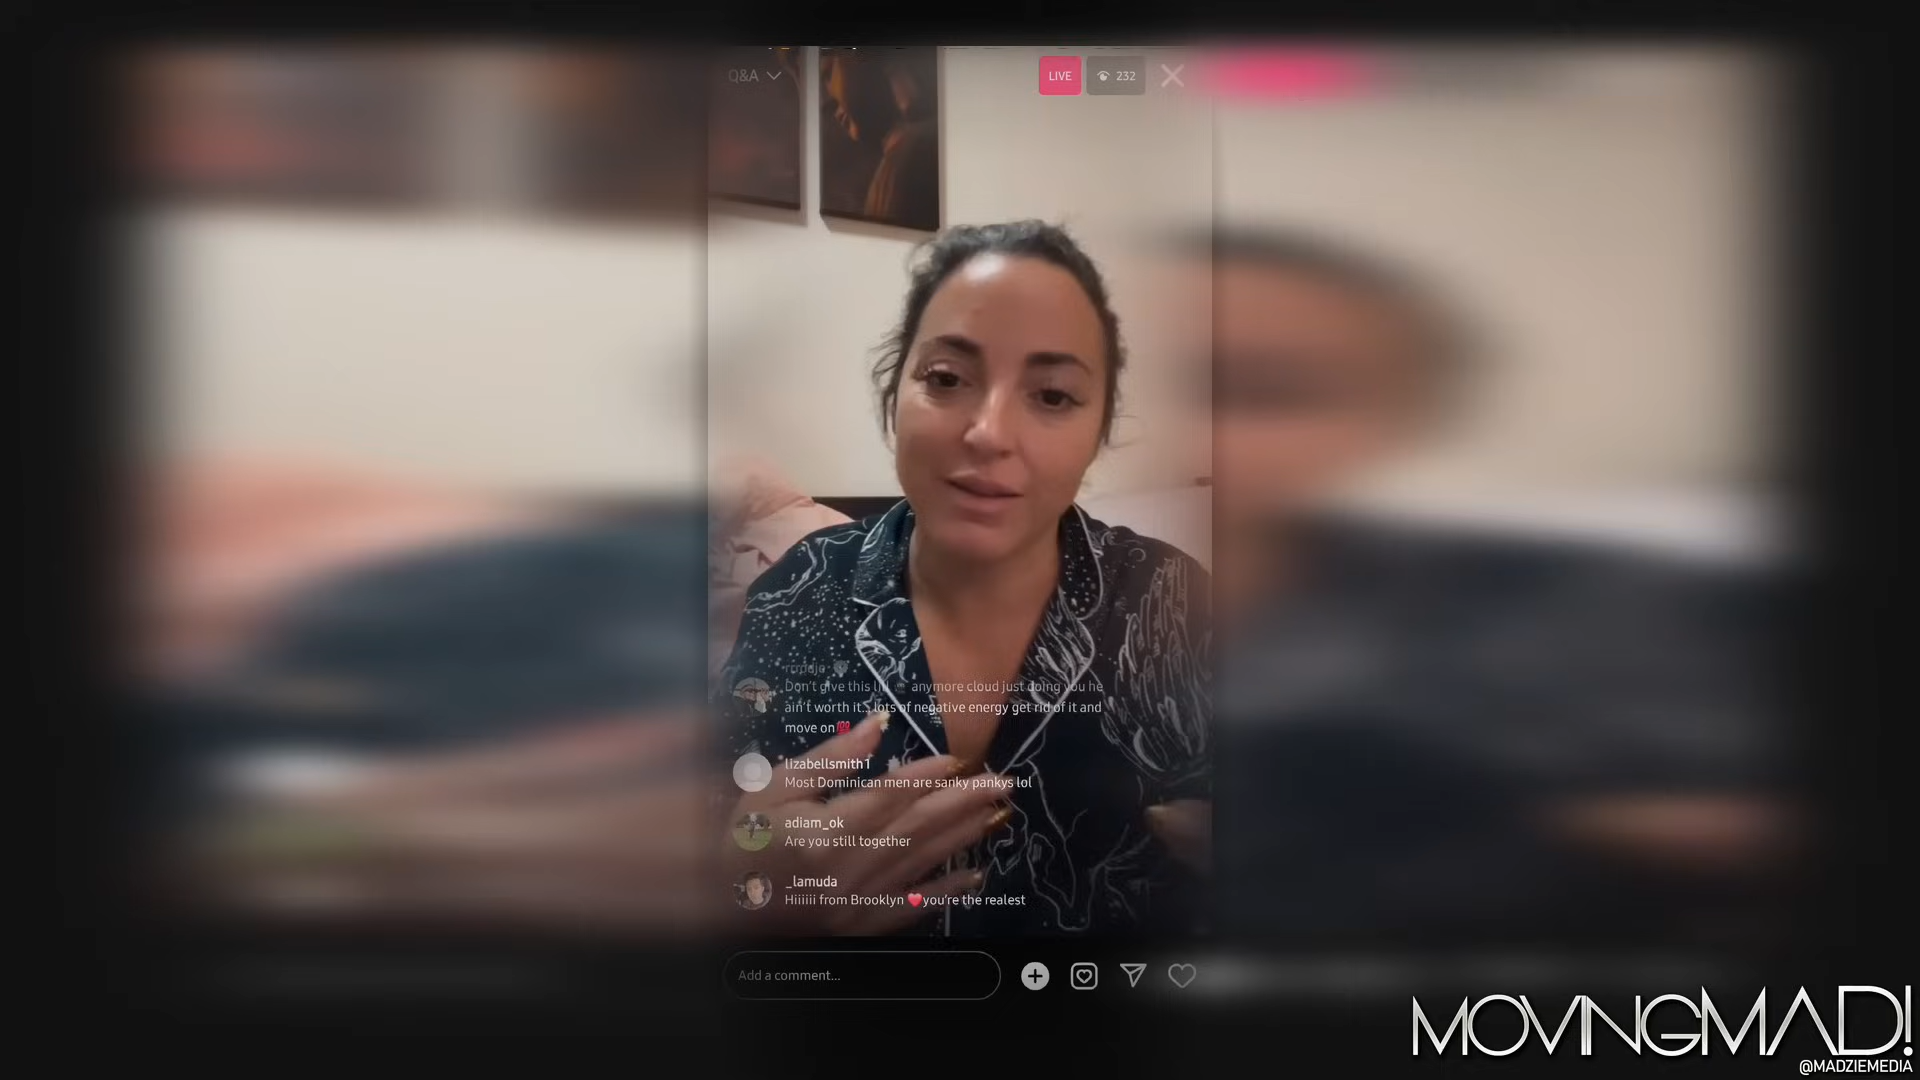 Q&A
LIVE
232
Don't give this anymore cloud just doing you he
ain't worth it... lots of negative energy get rid of it and
move on💯
lizabellsmith1
Most Dominican men are sanky pankys lol
adiam_ok
Are you still together
_lamuda
Hiiiiii from Brooklyn ❤️you're the realest
Add a comment...
MOVINGMAD!
@MADZIEMEDIA